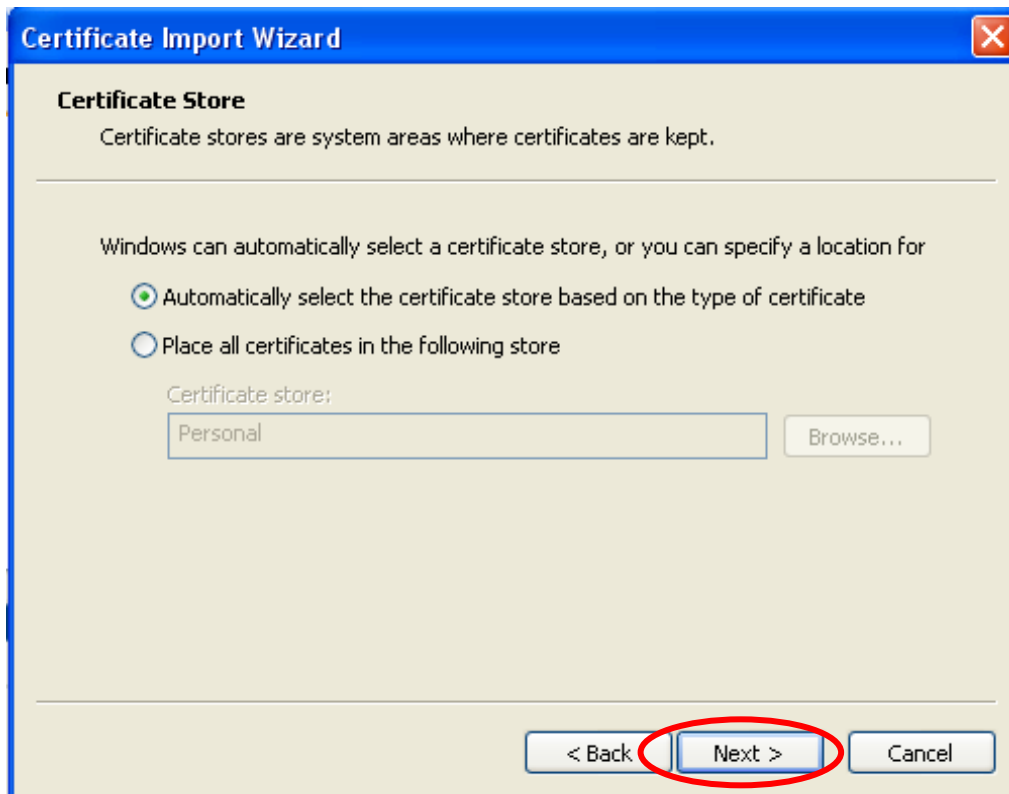 Certificate Import Wizard
Certificate Store
Certificate stores are system areas where certificates are kept.
Windows can automatically select a certificate store, or you can specify a location for
Automatically select the certificate store based on the type of certificate
Place all certificates in the following store
Certificate store:
Personal
Browse...
< Back
Next >
Cancel